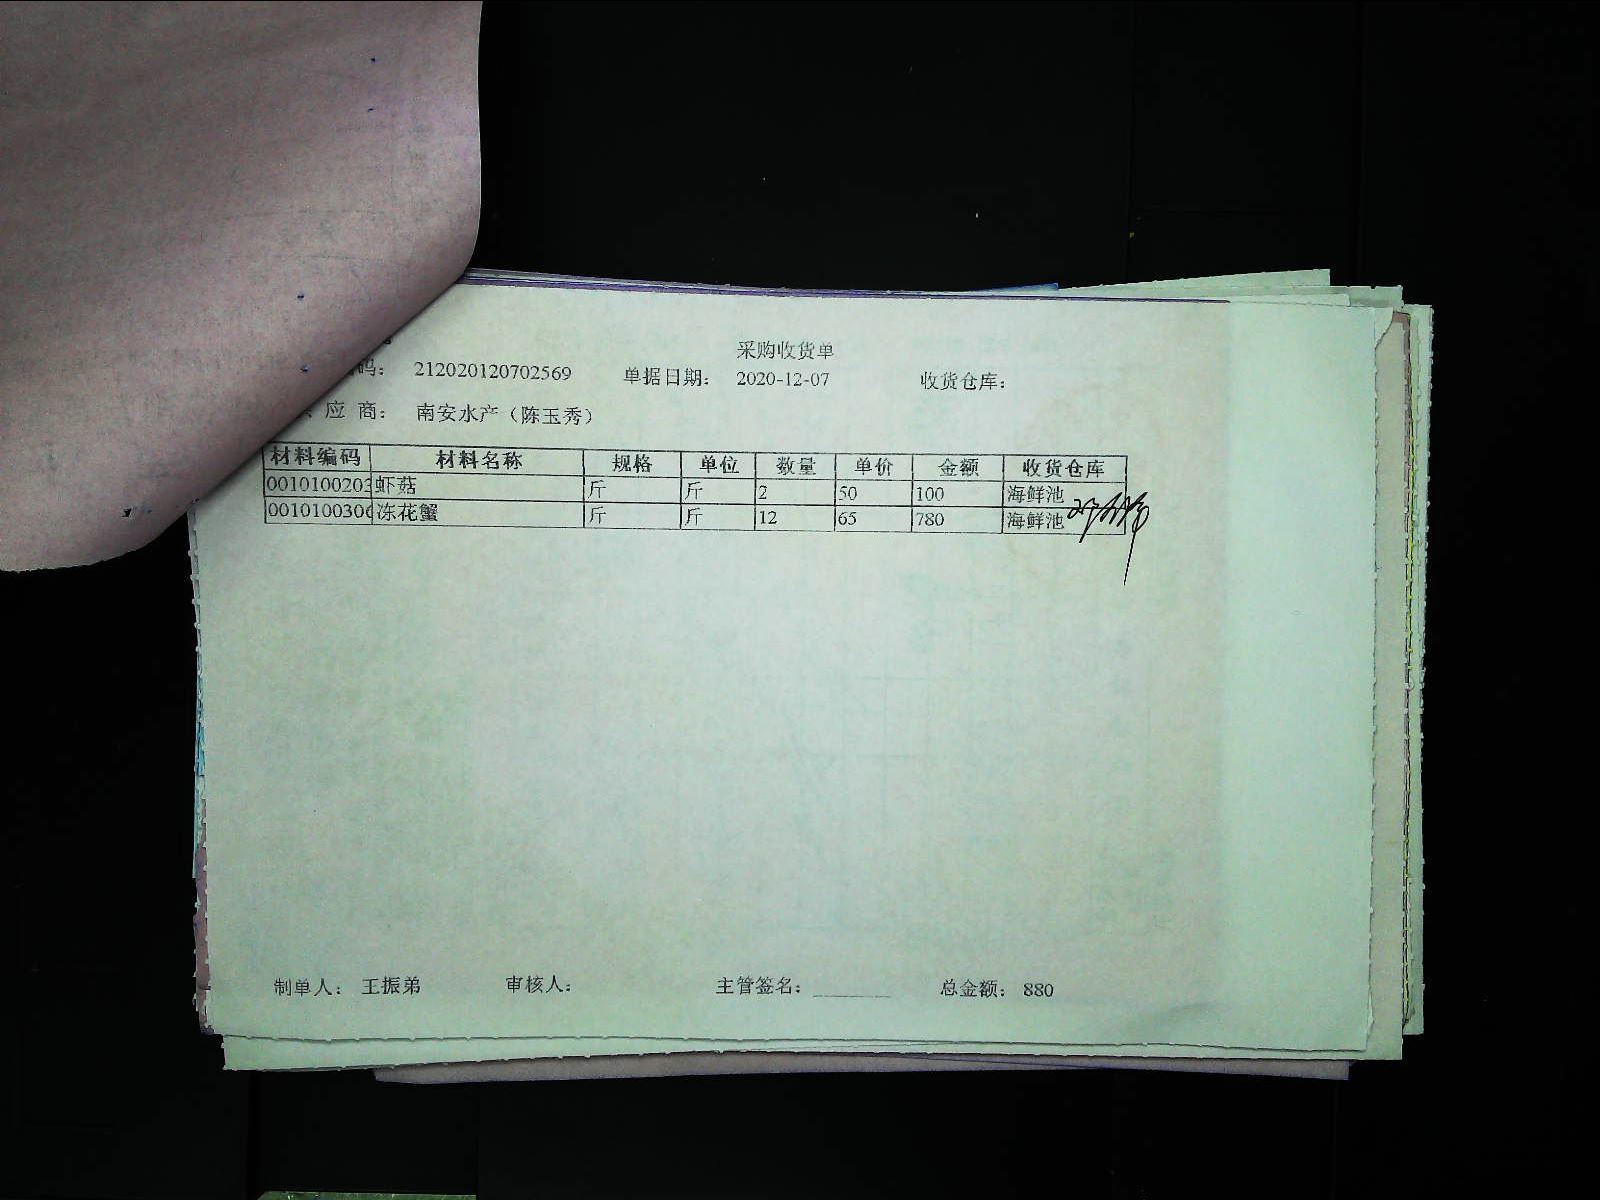 采购收货单
码： 212020120702569 单据日期： 2020-12-07 收货仓库：
应 商： 南安水产（陈玉秀）
材料编码 材料名称 规格 单位 数量 单价 金额 收货仓库
0010100203 虾菇 斤 斤 2 50 100 海鲜池
0010100306 冻花蟹 斤 斤 12 65 780 海鲜池
制单人： 王振弟 审核人： 主管签名： ________ 总金额： 880